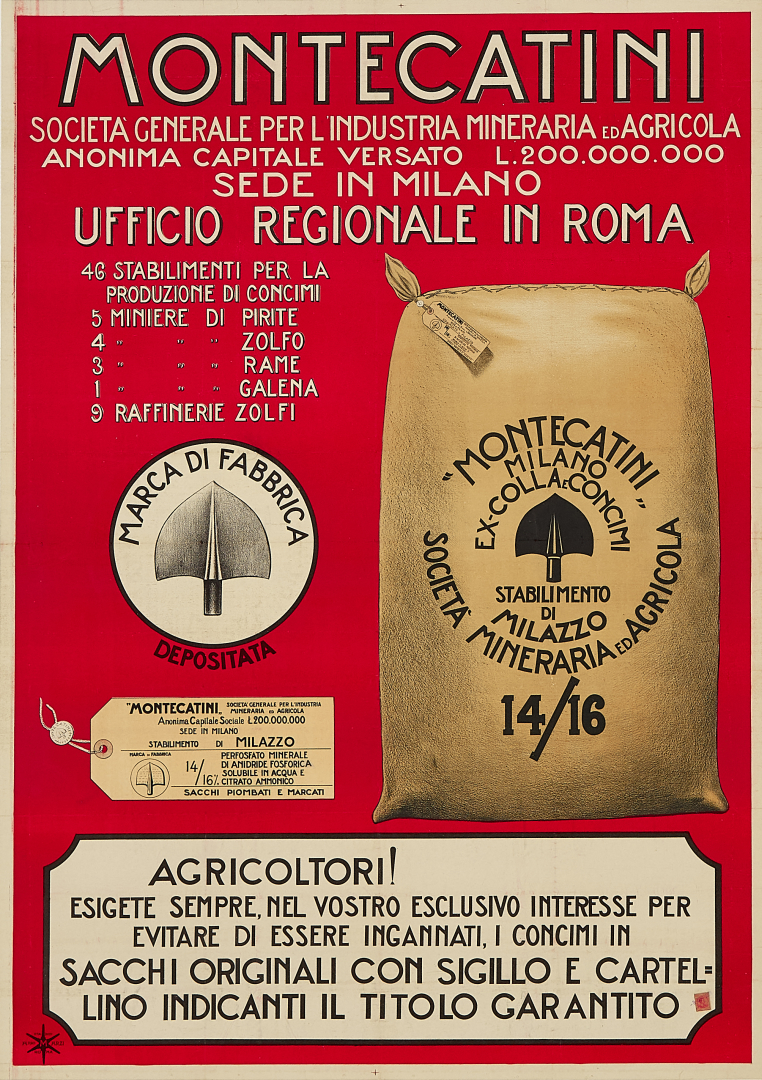 MONTECATINI
SOCIETÀ GENERALE PER L'INDUSTRIA MINERARIA ED AGRICOLA
ANONIMA CAPITALE VERSATO L.200.000.000
SEDE IN MILANO
UFFICIO REGIONALE IN ROMA
46 STABILIMENTI PER LA
PRODUZIONE DI CONCIMI
5 MINIERE DI PIRITE
4 " " " ZOLFO
3 " " " RAME
1 " " " GALENA
9 RAFFINERIE ZOLFI
MARCA DI FABBRICA
DEPOSITATA
MONTECATINI
"MONTECATINI"
MILANO
EX-COLLA E CONCIMI
STABILIMENTO
DI
MILAZZO
SOCIETÀ MINERARIA ED AGRICOLA
14/16
"MONTECATINI" SOCIETÀ GENERALE PER L'INDUSTRIA
MINERARIA ED AGRICOLA
Anonima Capitale Sociale L.200.000.000
SEDE IN MILANO
STABILIMENTO DI MILAZZO
MARCA DI FABBRICA
14/16%
PERFOSFATO MINERALE
DI ANIDRIDE FOSFORICA
SOLUBILE IN ACQUA E
CITRATO AMMONICO
SACCHI PIOMBATI E MARCATI
AGRICOLTORI!
ESIGETE SEMPRE, NEL VOSTRO ESCLUSIVO INTERESSE PER
EVITARE DI ESSERE INGANNATI, I CONCIMI IN
SACCHI ORIGINALI CON SIGILLO E CARTEL=
LINO INDICANTI IL TITOLO GARANTITO